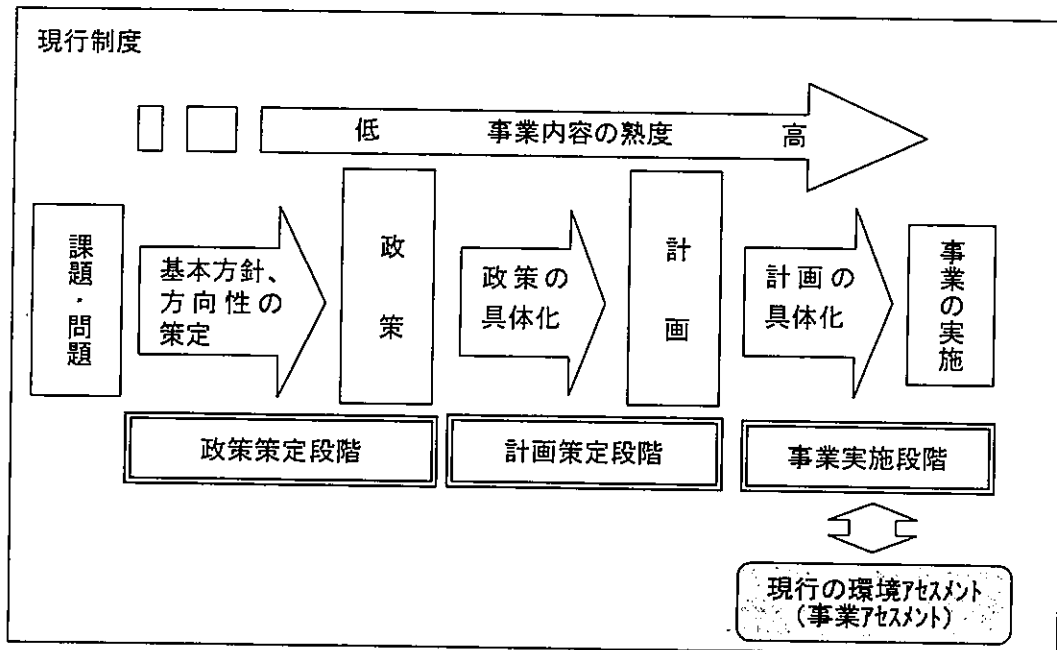 現行制度
低 事業内容の熟度 高
課題・問題
基本方針、
方向性の
策定
政策
政策の
具体化
計画
計画の
具体化
事業の実施
政策策定段階
計画策定段階
事業実施段階
現行の環境アセスメント
(事業アセスメント)